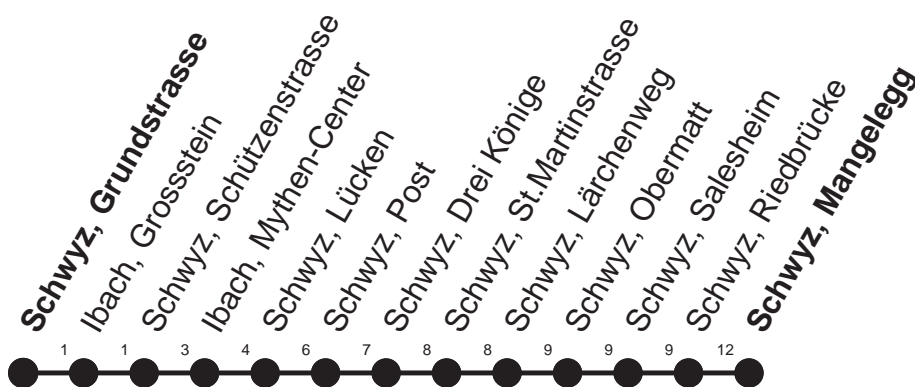 Schwyz, Grundstrasse
Ibach, Grossstein
Schwyz, Schützenstrasse
Ibach, Mythen-Center
Schwyz, Lücken
Schwyz, Post
Schwyz, Drei Könige
Schwyz, St.Martinstrasse
Schwyz, Lärchenweg
Schwyz, Obermatt
Schwyz, Salesheim
Schwyz, Riedbrücke
Schwyz, Mangelegg
1 1 3 4 6 7 8 8 9 9 9 12